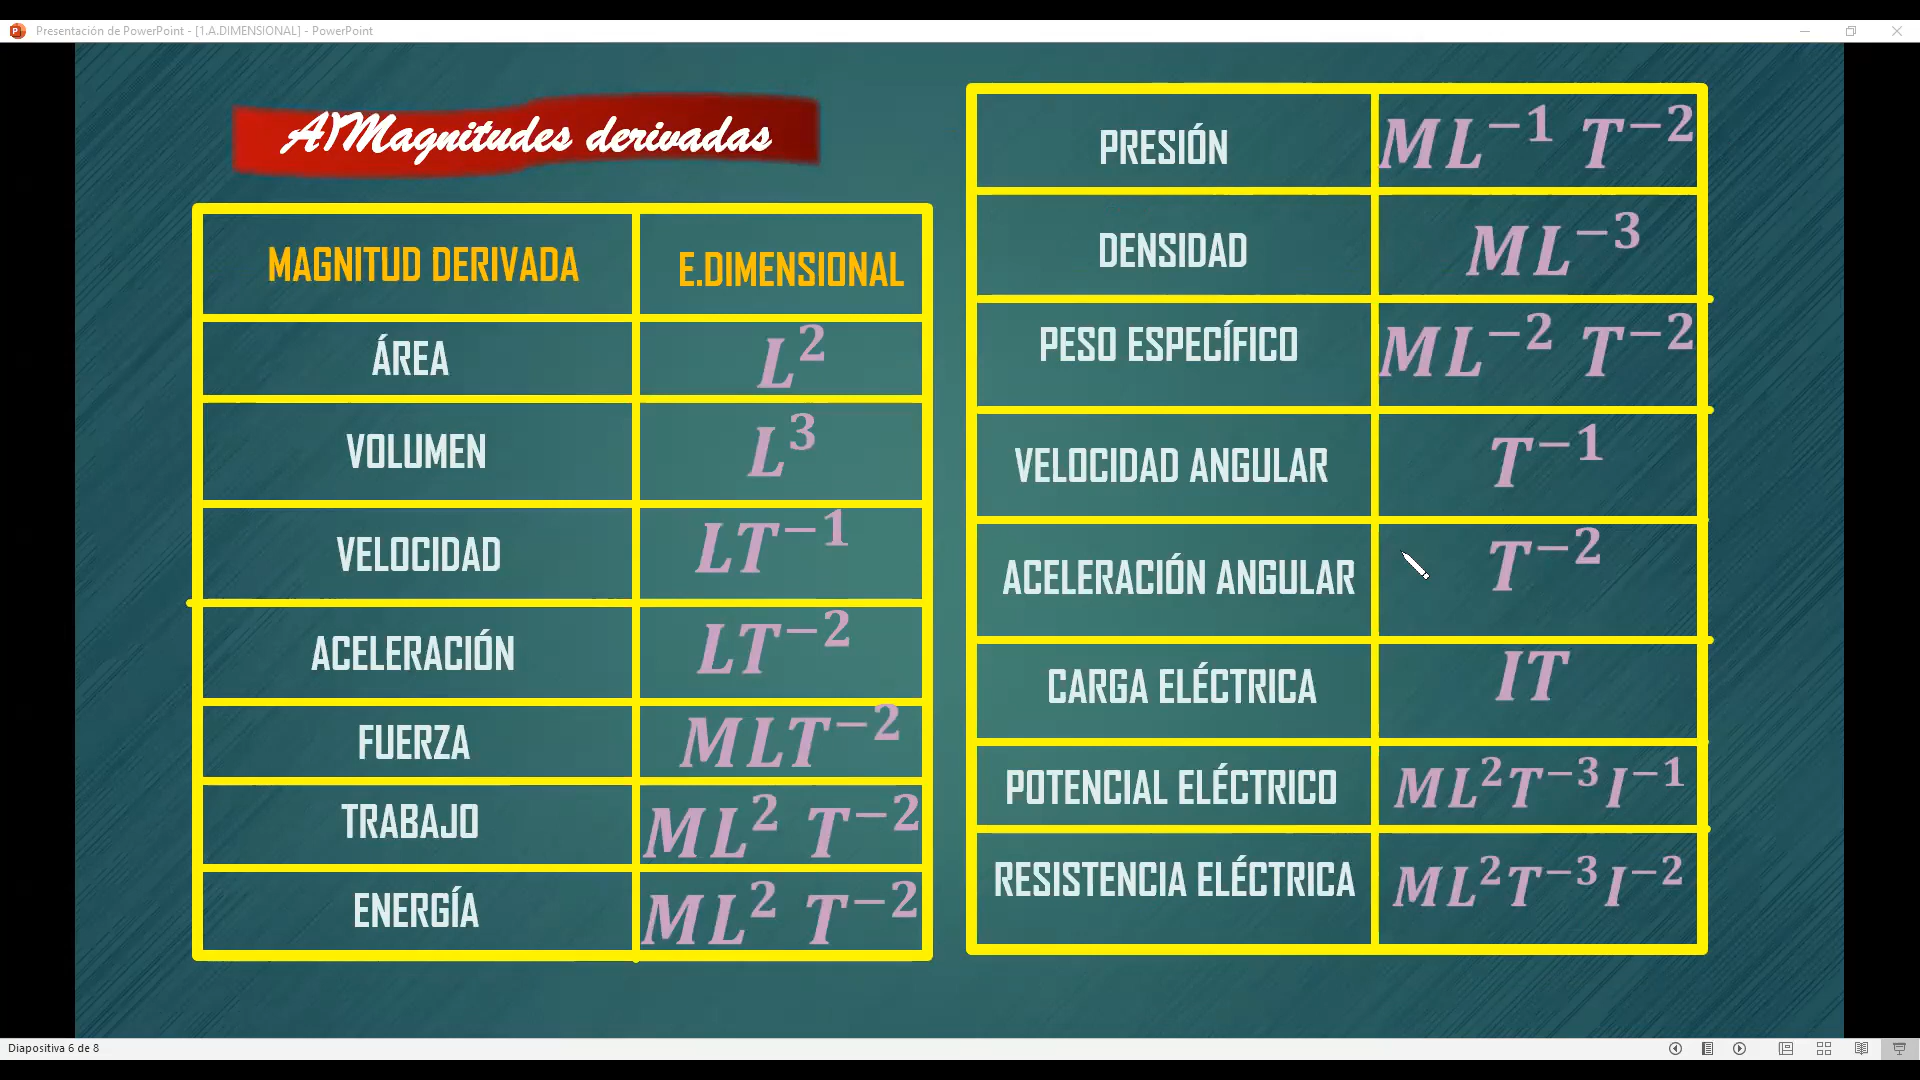 Presentación de PowerPoint - [1.A.DIMENSIONAL] - PowerPoint
A)Magnitudes derivadas
MAGNITUD DERIVADA E.DIMENSIONAL
ÁREA L²
VOLUMEN L³
VELOCIDAD LT⁻¹
ACELERACIÓN LT⁻²
FUERZA MLT⁻²
TRABAJO ML² T⁻²
ENERGÍA ML² T⁻²
PRESIÓN ML⁻¹ T⁻²
DENSIDAD ML⁻³
PESO ESPECÍFICO ML⁻² T⁻²
VELOCIDAD ANGULAR T⁻¹
ACELERACIÓN ANGULAR T⁻²
CARGA ELÉCTRICA IT
POTENCIAL ELÉCTRICO ML²T⁻³I⁻¹
RESISTENCIA ELÉCTRICA ML²T⁻³I⁻²
Diapositiva 6 de 8